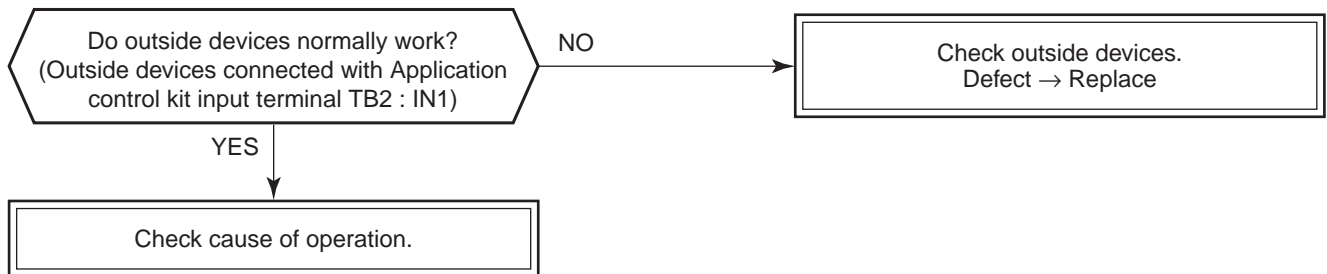 Do outside devices normally work?
(Outside devices connected with Application
control kit input terminal TB2 : IN1)
NO
Check outside devices.
Defect → Replace
YES
Check cause of operation.